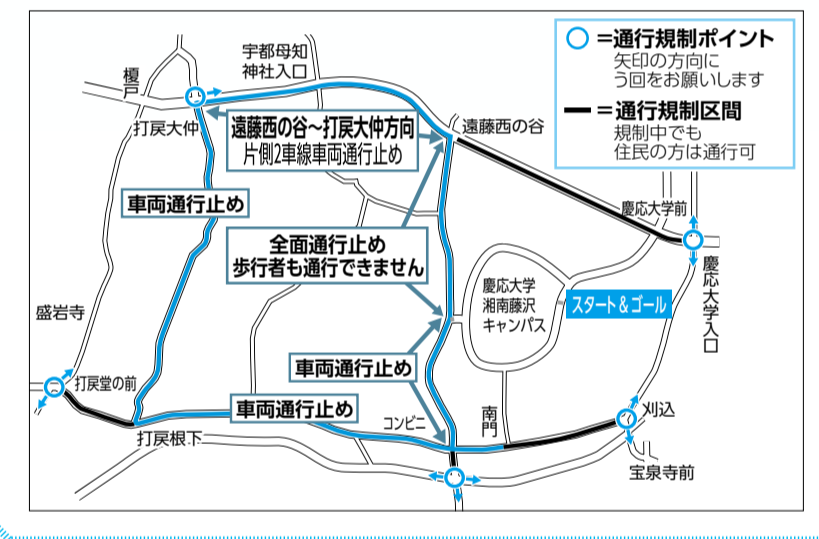 =通行規制ポイント
矢印の方向に
う回をお願いします
=通行規制区間
規制中でも
住民の方は通行可
宇都母知
神社入口
榎戸
打戻大仲
遠藤西の谷～打戻大仲方向
片側2車線車両通行止め
遠藤西の谷
車両通行止め
慶応大学前
全面通行止め
歩行者も通行できません
慶応大学入口
慶応大学
湘南藤沢
キャンパス
スタート&ゴール
盛岩寺
車両通行止め
打戻堂の前
車両通行止め
コンビニ
南門
刈込
打戻根下
宝泉寺前